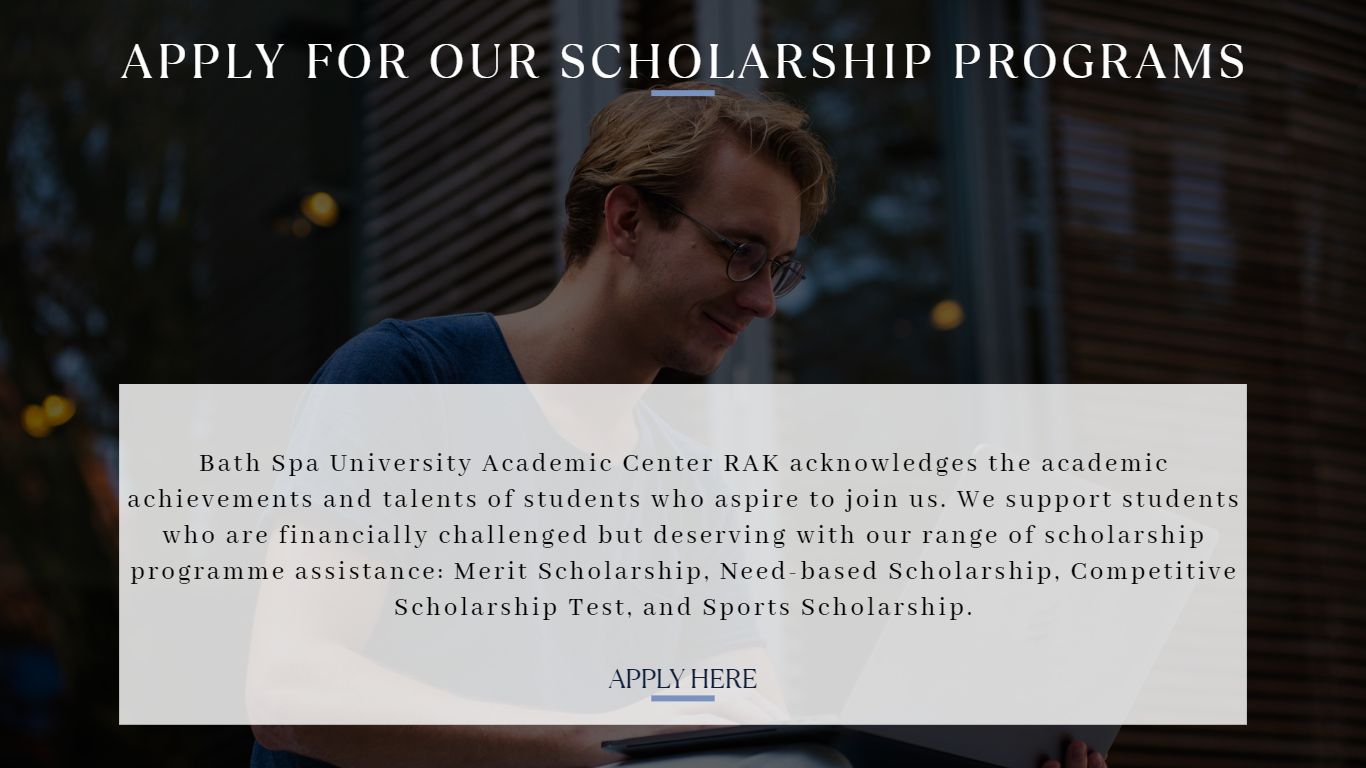 APPLY FOR OUR SCHOLARSHIP PROGRAMS
Bath Spa University Academic Center RAK acknowledges the academic
achievements and talents of students who aspire to join us. We support students
who are financially challenged but deserving with our range of scholarship
programme assistance: Merit Scholarship, Need-based Scholarship, Competitive
Scholarship Test, and Sports Scholarship.
APPLY HERE